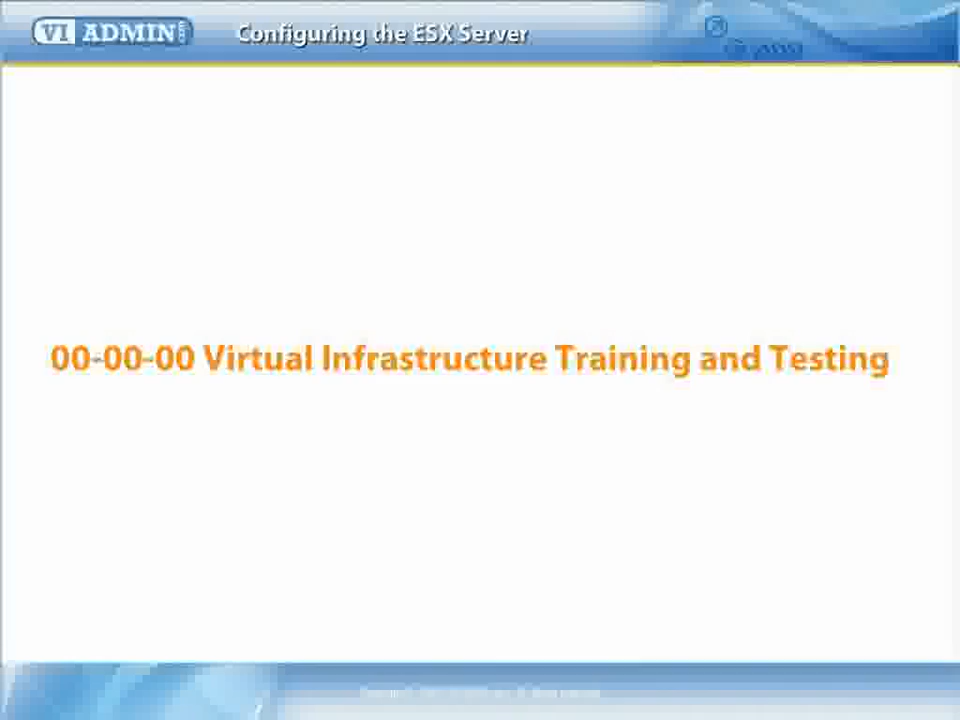 VI ADMIN
Configuring the ESX Server
00-00-00 Virtual Infrastructure Training and Testing